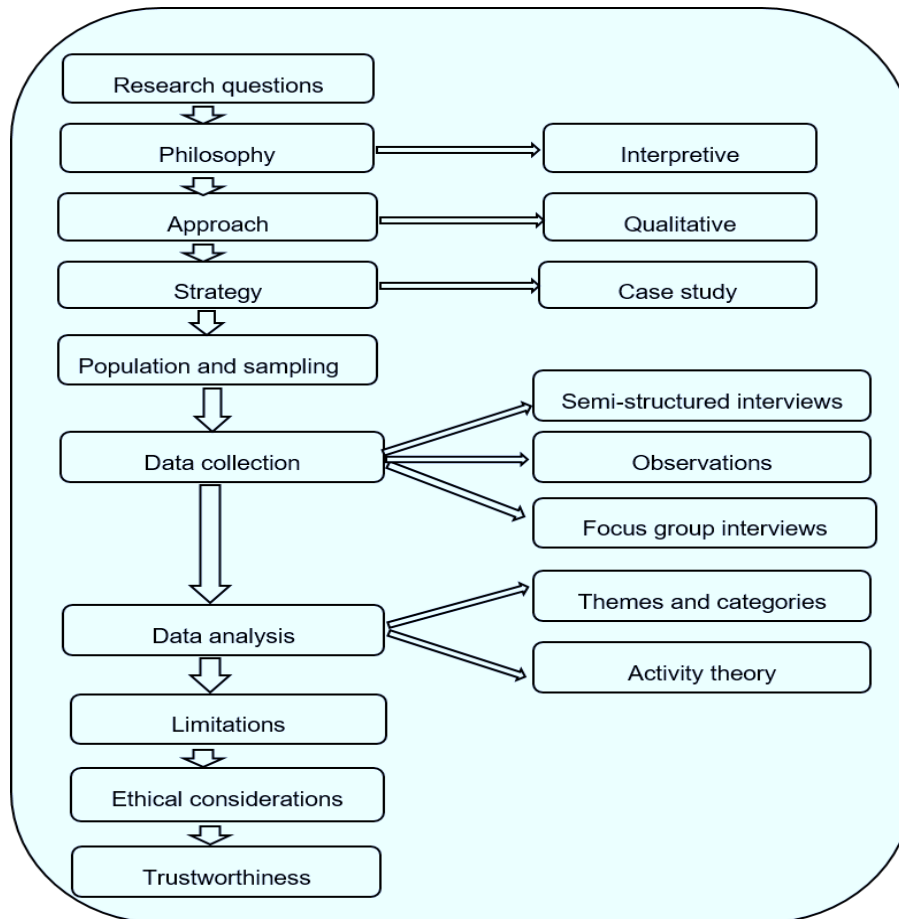 Research questions
Philosophy
Interpretive
Approach
Qualitative
Strategy
Case study
Population and sampling
Semi-structured interviews
Data collection
Observations
Focus group interviews
Themes and categories
Data analysis
Activity theory
Limitations
Ethical considerations
Trustworthiness